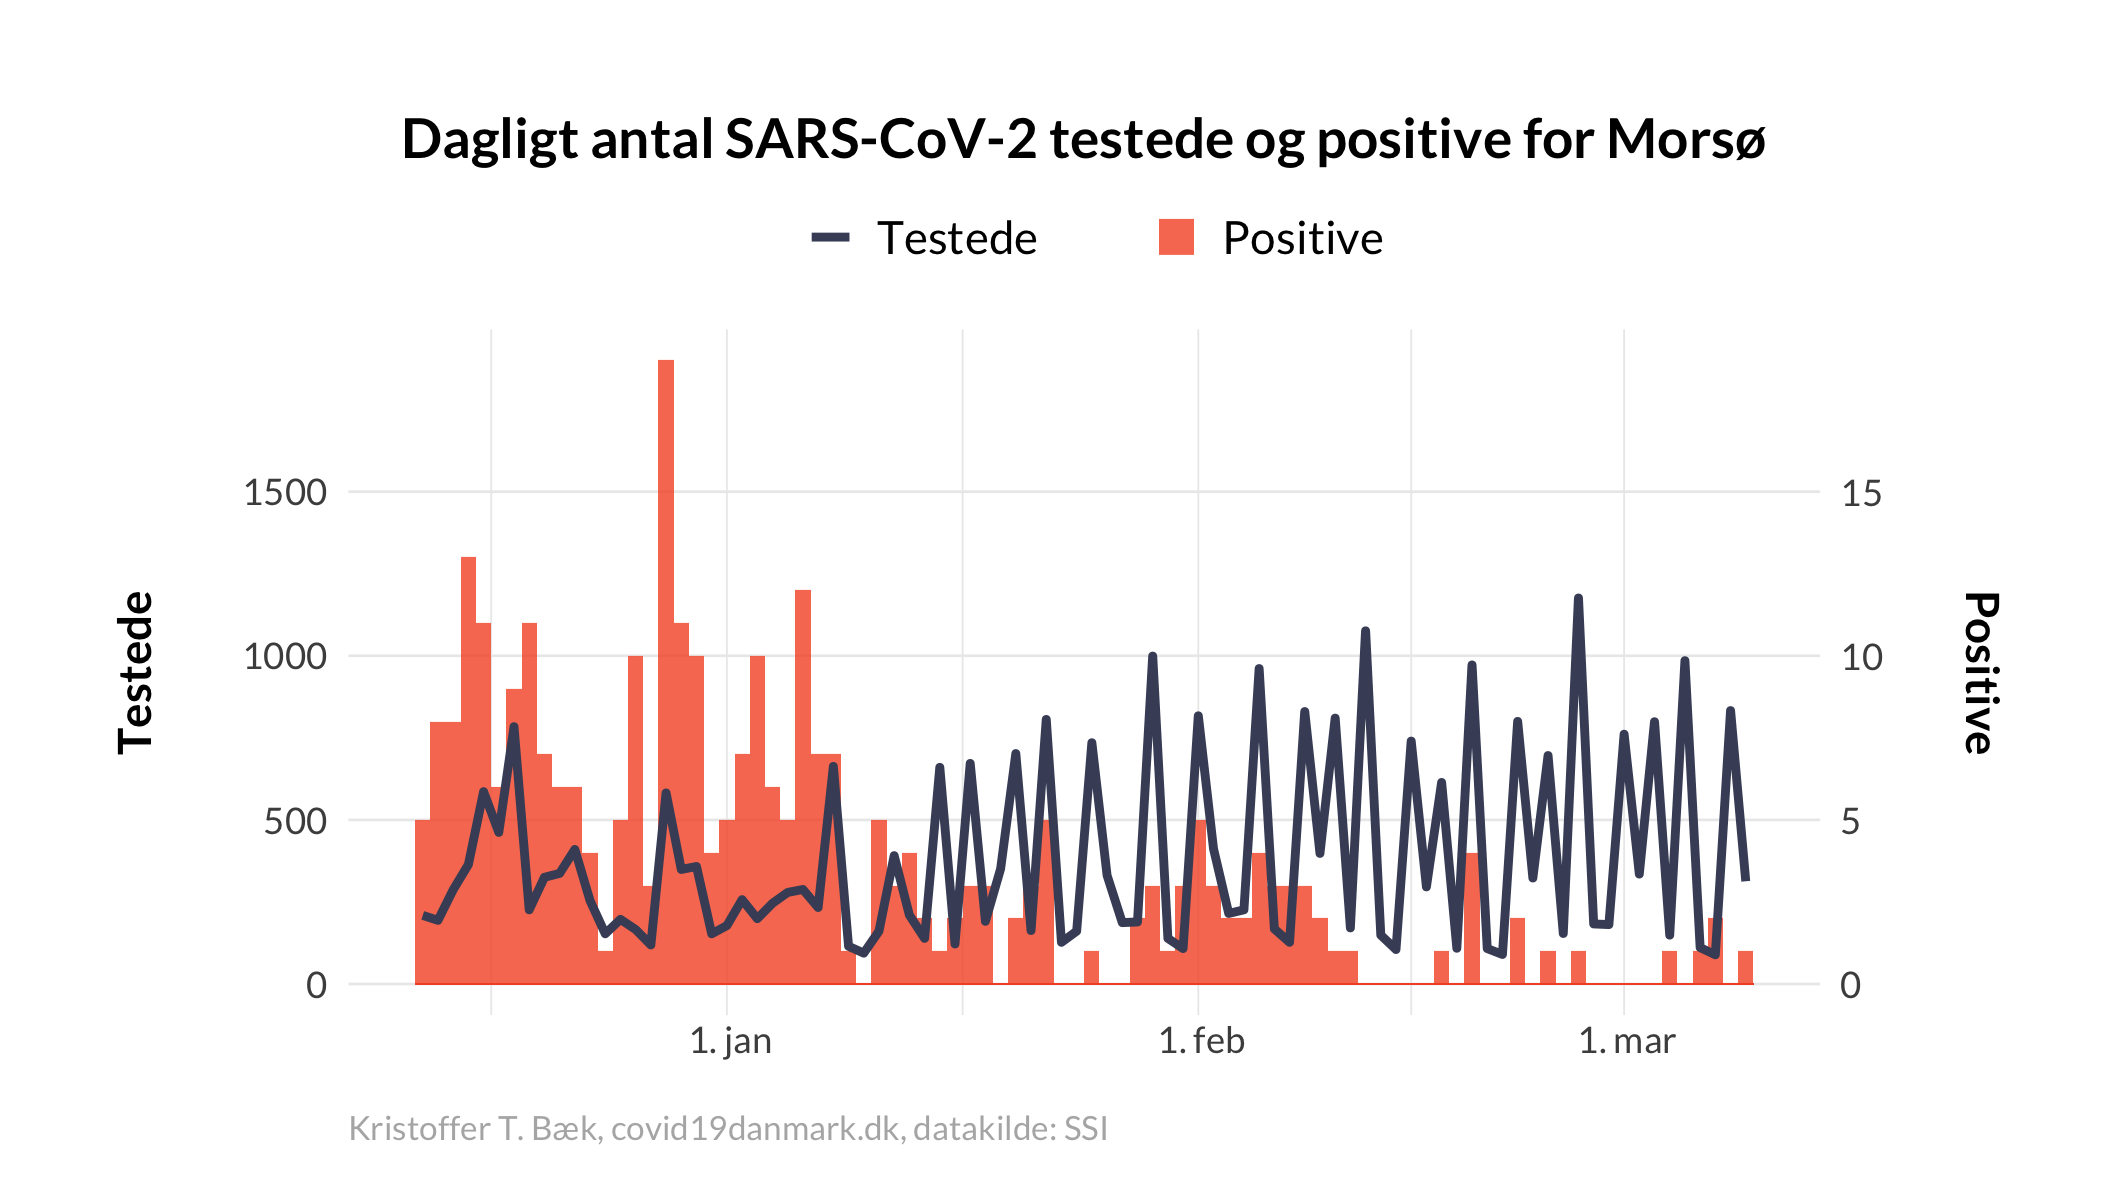 Dagligt antal SARS-CoV-2 testede og positive for Morsø
Testede Positive
1500 15
1000 10
500 5
0 0
Testede
Positive
1. jan 1. feb 1. mar
Kristoffer T. Bæk, covid19danmark.dk, datakilde: SSI